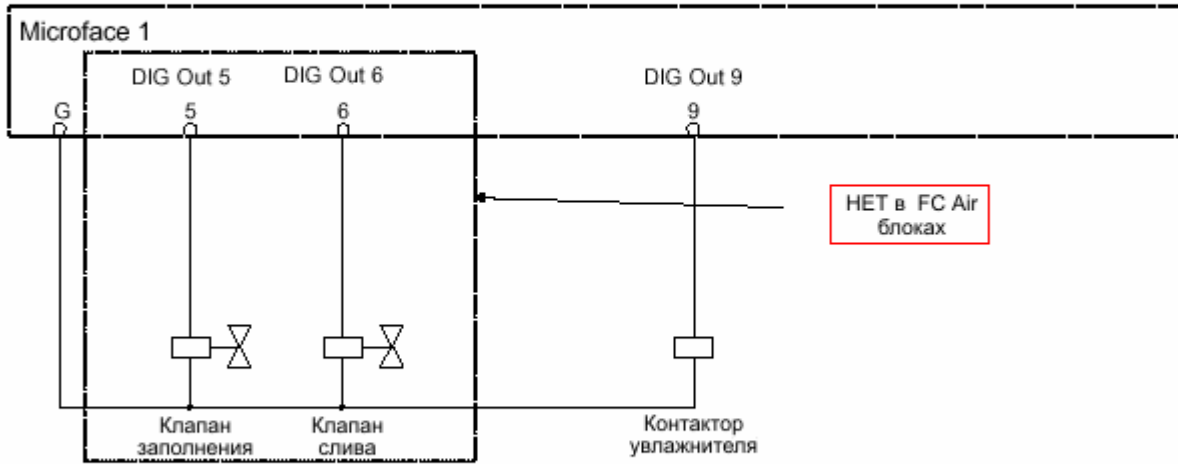 Microface 1
DIG Out 5
DIG Out 6
DIG Out 9
G
5
6
9
НЕТ в FC Air
блоках
Клапан
заполнения
Клапан
слива
Контактор
увлажнителя